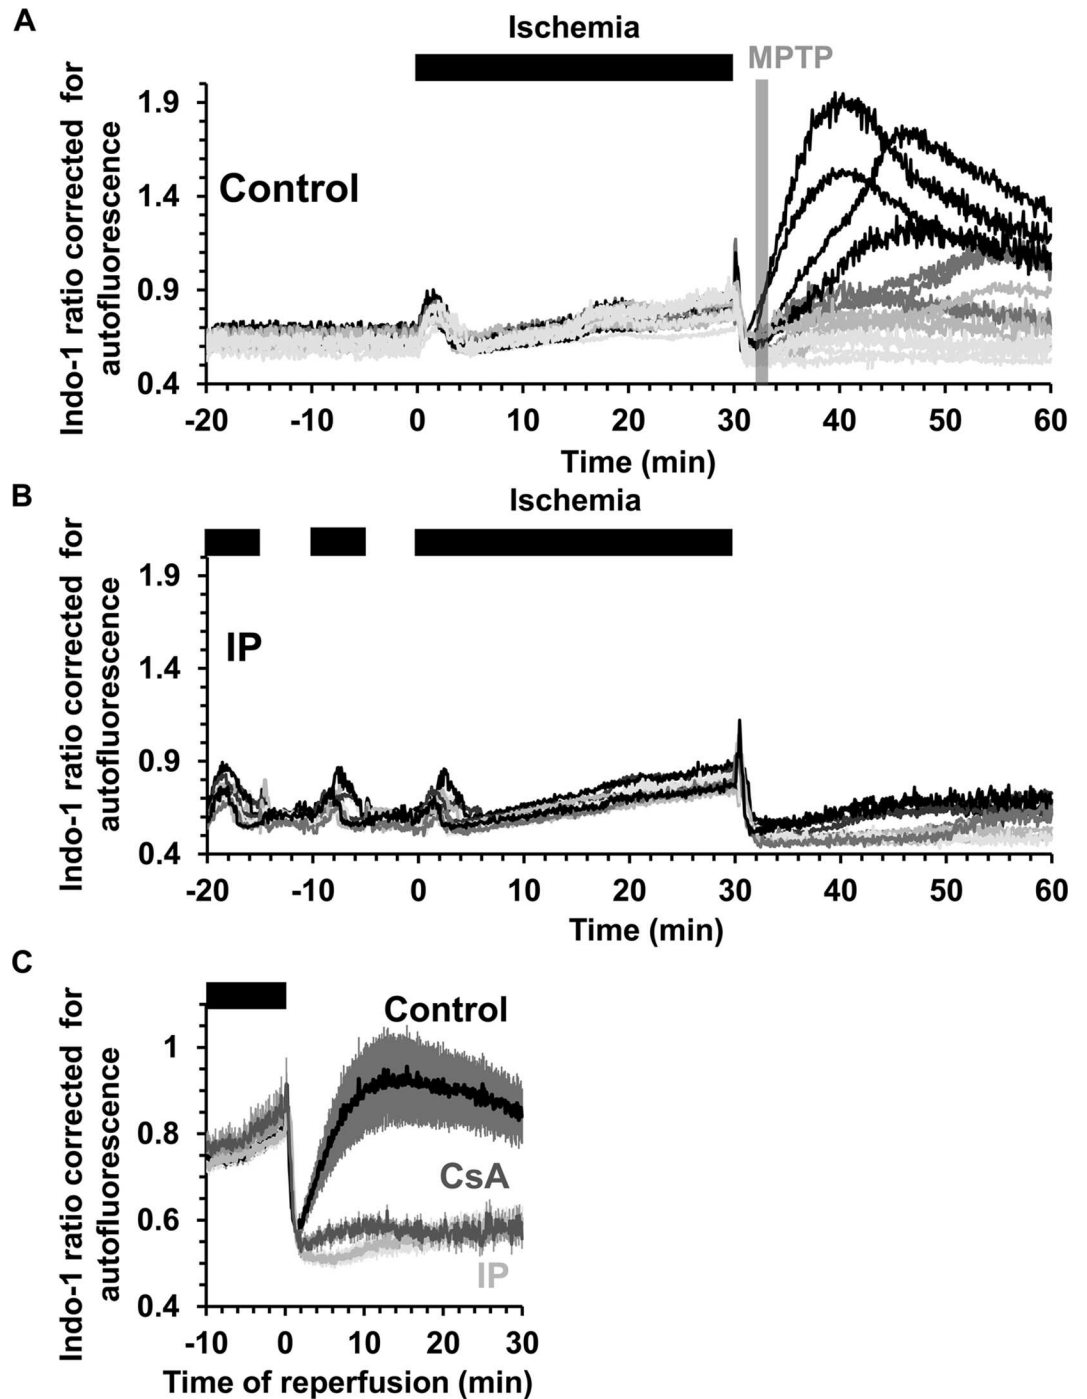 A
Ischemia
MPTP
Indo-1 ratio corrected for
autofluorescence
1.9
1.4
0.9
0.4
Control
-20 -10 0 10 20 30 40 50 60
Time (min)
B
Ischemia
Indo-1 ratio corrected for
autofluorescence
1.9
1.4
0.9
0.4
IP
-20 -10 0 10 20 30 40 50 60
Time (min)
C
Indo-1 ratio corrected for
autofluorescence
1
0.8
0.6
0.4
Control
CsA
IP
-10 0 10 20 30
Time of reperfusion (min)